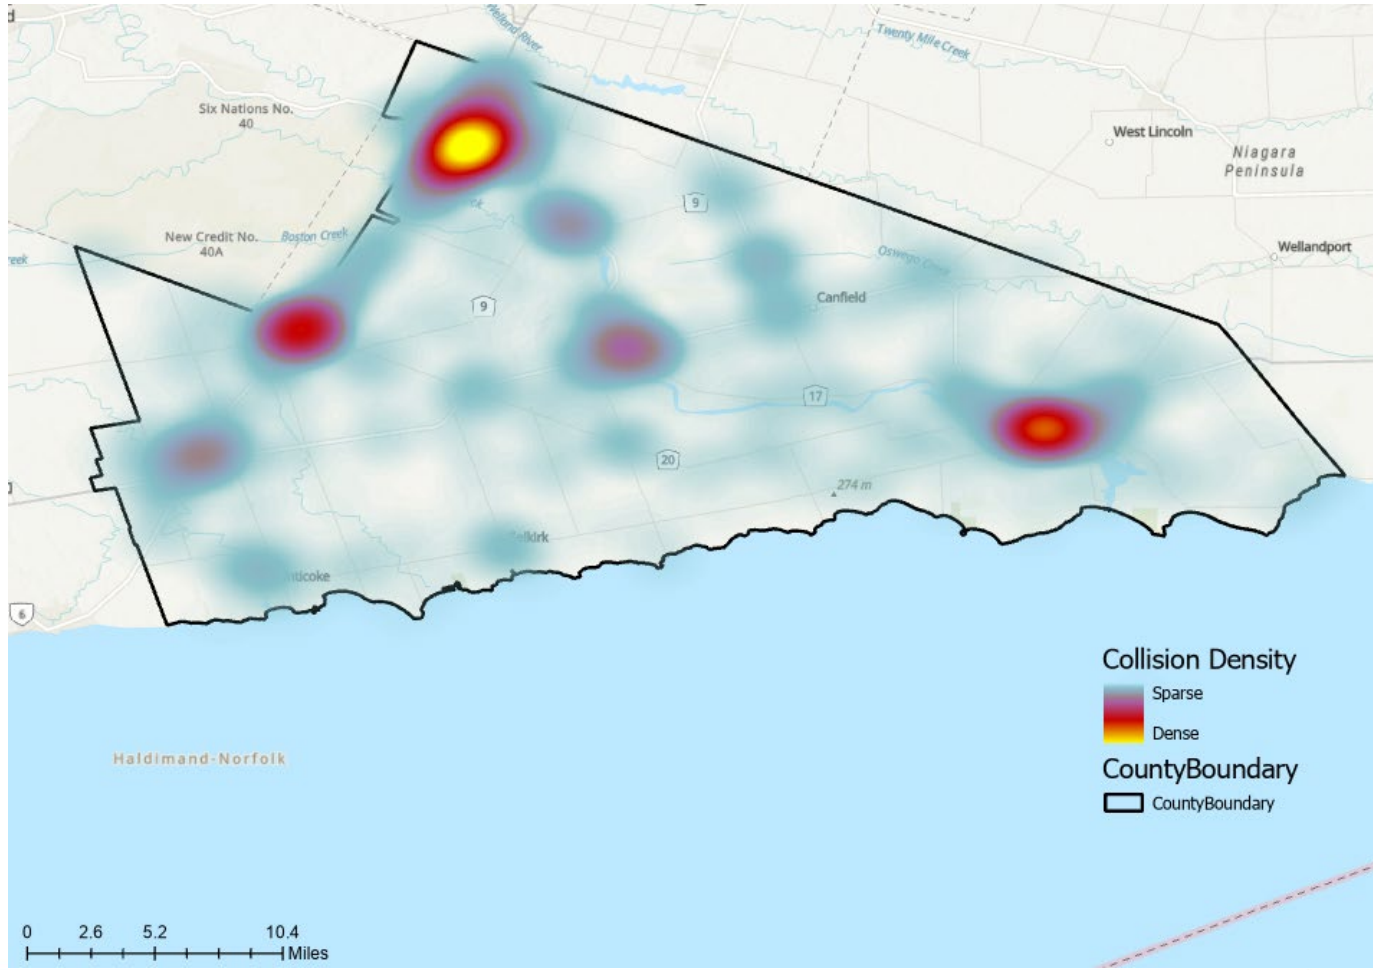 Welland River
Twenty Mile Creek
Six Nations No.
40
West Lincoln
Niagara
Peninsula
9
New Credit No.
40A
Boston Creek
Wellandport
Oswego Creek
9
Canfield
17
20
274 m
6
Collision Density
Sparse
Dense
CountyBoundary
CountyBoundary
Haldimand-Norfolk
0 2.6 5.2 10.4
Miles